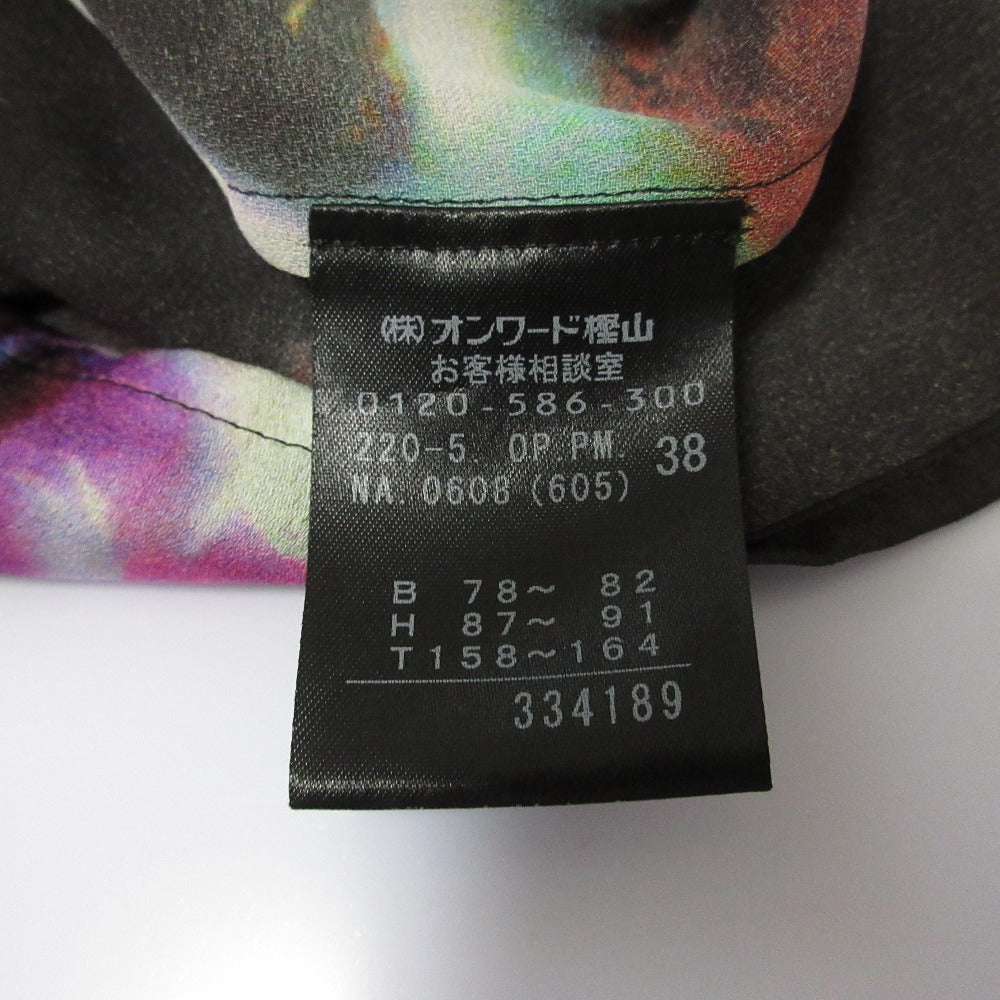 (株)オンワード樫山
お客様相談室
0120-586-300
220-5 OP PM. 38
NA. 0608 (605)
B 78～ 82
H 87～ 91
T158～164
334189